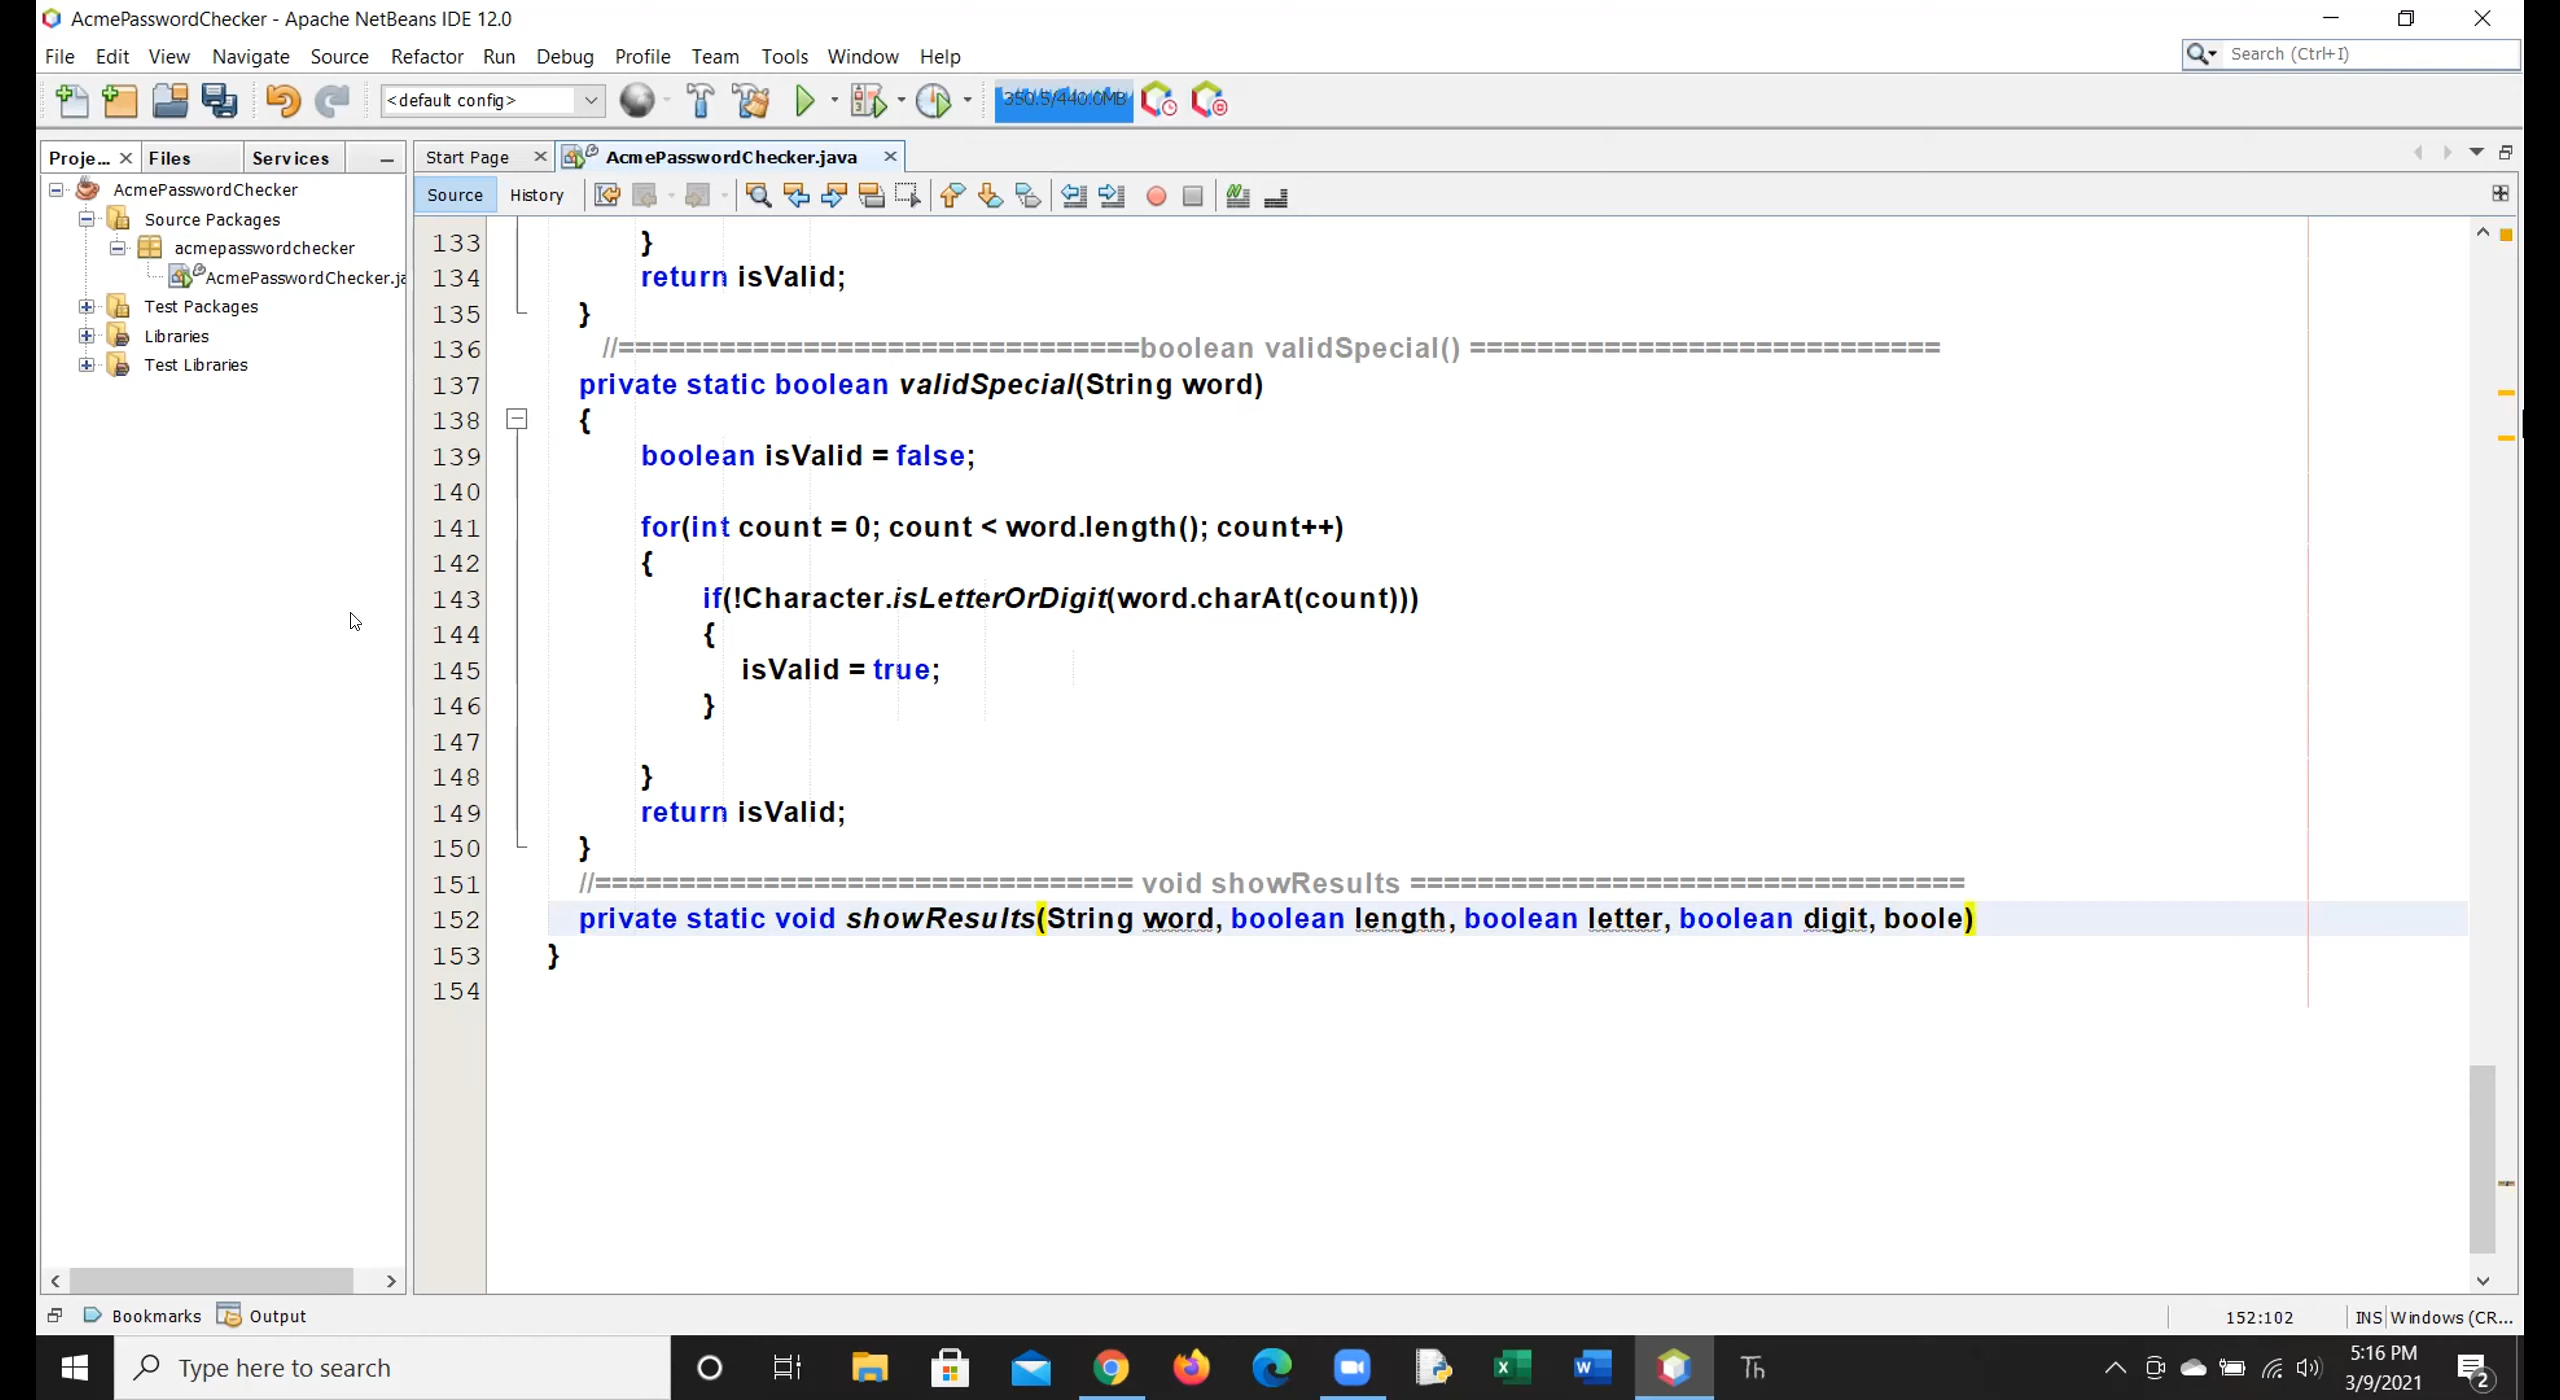 AcmePasswordChecker - Apache NetBeans IDE 12.0
File Edit View Navigate Source Refactor Run Debug Profile Team Tools Window Help
Search (Ctrl+I)
<default config>
350.5/440.0MB
Proje... Files Services
Start Page AcmePasswordChecker.java
Source History
AcmePasswordChecker
Source Packages
acmepasswordchecker
AcmePasswordChecker.ja
Test Packages
Libraries
Test Libraries
133 }
134 return isValid;
135 }
136 //===============================boolean validSpecial() ============================
137 private static boolean validSpecial(String word)
138 {
139 boolean isValid = false;
140
141 for(int count = 0; count < word.length(); count++)
142 {
143 if(!Character.isLetterOrDigit(word.charAt(count)))
144 {
145 isValid = true;
146 }
147
148 }
149 return isValid;
150 }
151 //================================ void showResults =================================
152 private static void showResults(String word, boolean length, boolean letter, boolean digit, boole)
153 }
154
Bookmarks Output
152:102 INS Windows (CR...
Type here to search
Th
5:16 PM
3/9/2021
2